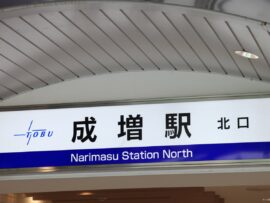 TOBU 成増駅 北口
Narimasu Station North